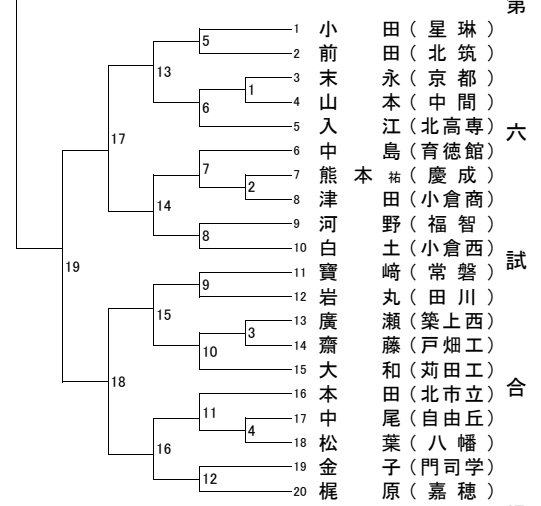 1 小田（星琳）
2 前田（北筑）
3 末永（京都）
4 山本（中間）
5 入江（北高専）
6 中島（育徳館）
7 熊本祐（慶成）
8 津田（小倉商）
9 河野（福智）
10 白土（小倉西）
11 寶﨑（常磐）
12 岩丸（田川）
13 廣瀬（築上西）
14 齋藤（戸畑工）
15 大和（苅田工）
16 本田（北市立）
17 中尾（自由丘）
18 松葉（八幡）
19 金子（門司学）
20 梶原（嘉穂）
5
13
1
6
17
7
2
14
8
19
9
15
3
10
18
11
4
16
12
第六試合